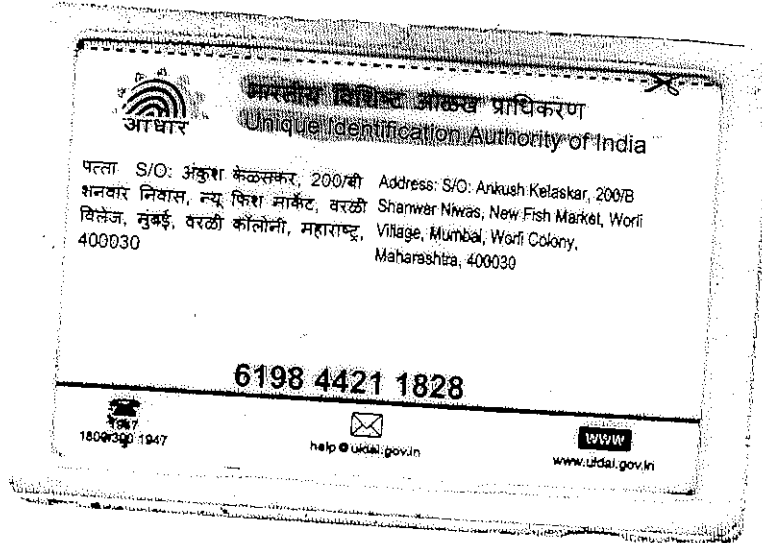 आधार
भारतीय विशिष्ट ओळख प्राधिकरण
Unique Identification Authority of India
पत्ता S/O: अंकुश केळसकर, 200/बी
शनवार निवास, न्यू फिश मार्केट, वरळी
विलेज, मुंबई, वरळी कॉलोनी, महाराष्ट्र,
400030
Address: S/O: Ankush Kelaskar, 200/B
Shanwar Niwas, New Fish Market, Worli
Village, Mumbai, Worli Colony,
Maharashtra, 400030
6198 4421 1828
1947
1800 300 1947
help@uidai.gov.in
www
www.uidai.gov.in